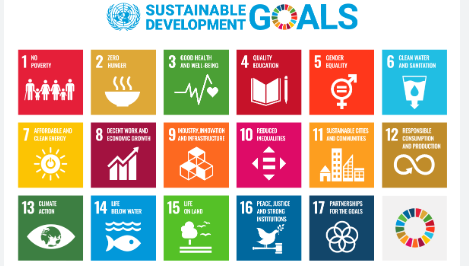 SUSTAINABLE
DEVELOPMENT
GOALS
1 NO
POVERTY
2 ZERO
HUNGER
3 GOOD HEALTH
AND WELL-BEING
4 QUALITY
EDUCATION
5 GENDER
EQUALITY
6 CLEAN WATER
AND SANITATION
7 AFFORDABLE AND
CLEAN ENERGY
8 DECENT WORK AND
ECONOMIC GROWTH
9 INDUSTRY, INNOVATION
AND INFRASTRUCTURE
10 REDUCED
INEQUALITIES
11 SUSTAINABLE CITIES
AND COMMUNITIES
12 RESPONSIBLE
CONSUMPTION
AND PRODUCTION
13 CLIMATE
ACTION
14 LIFE
BELOW WATER
15 LIFE
ON LAND
16 PEACE, JUSTICE
AND STRONG
INSTITUTIONS
17 PARTNERSHIPS
FOR THE GOALS